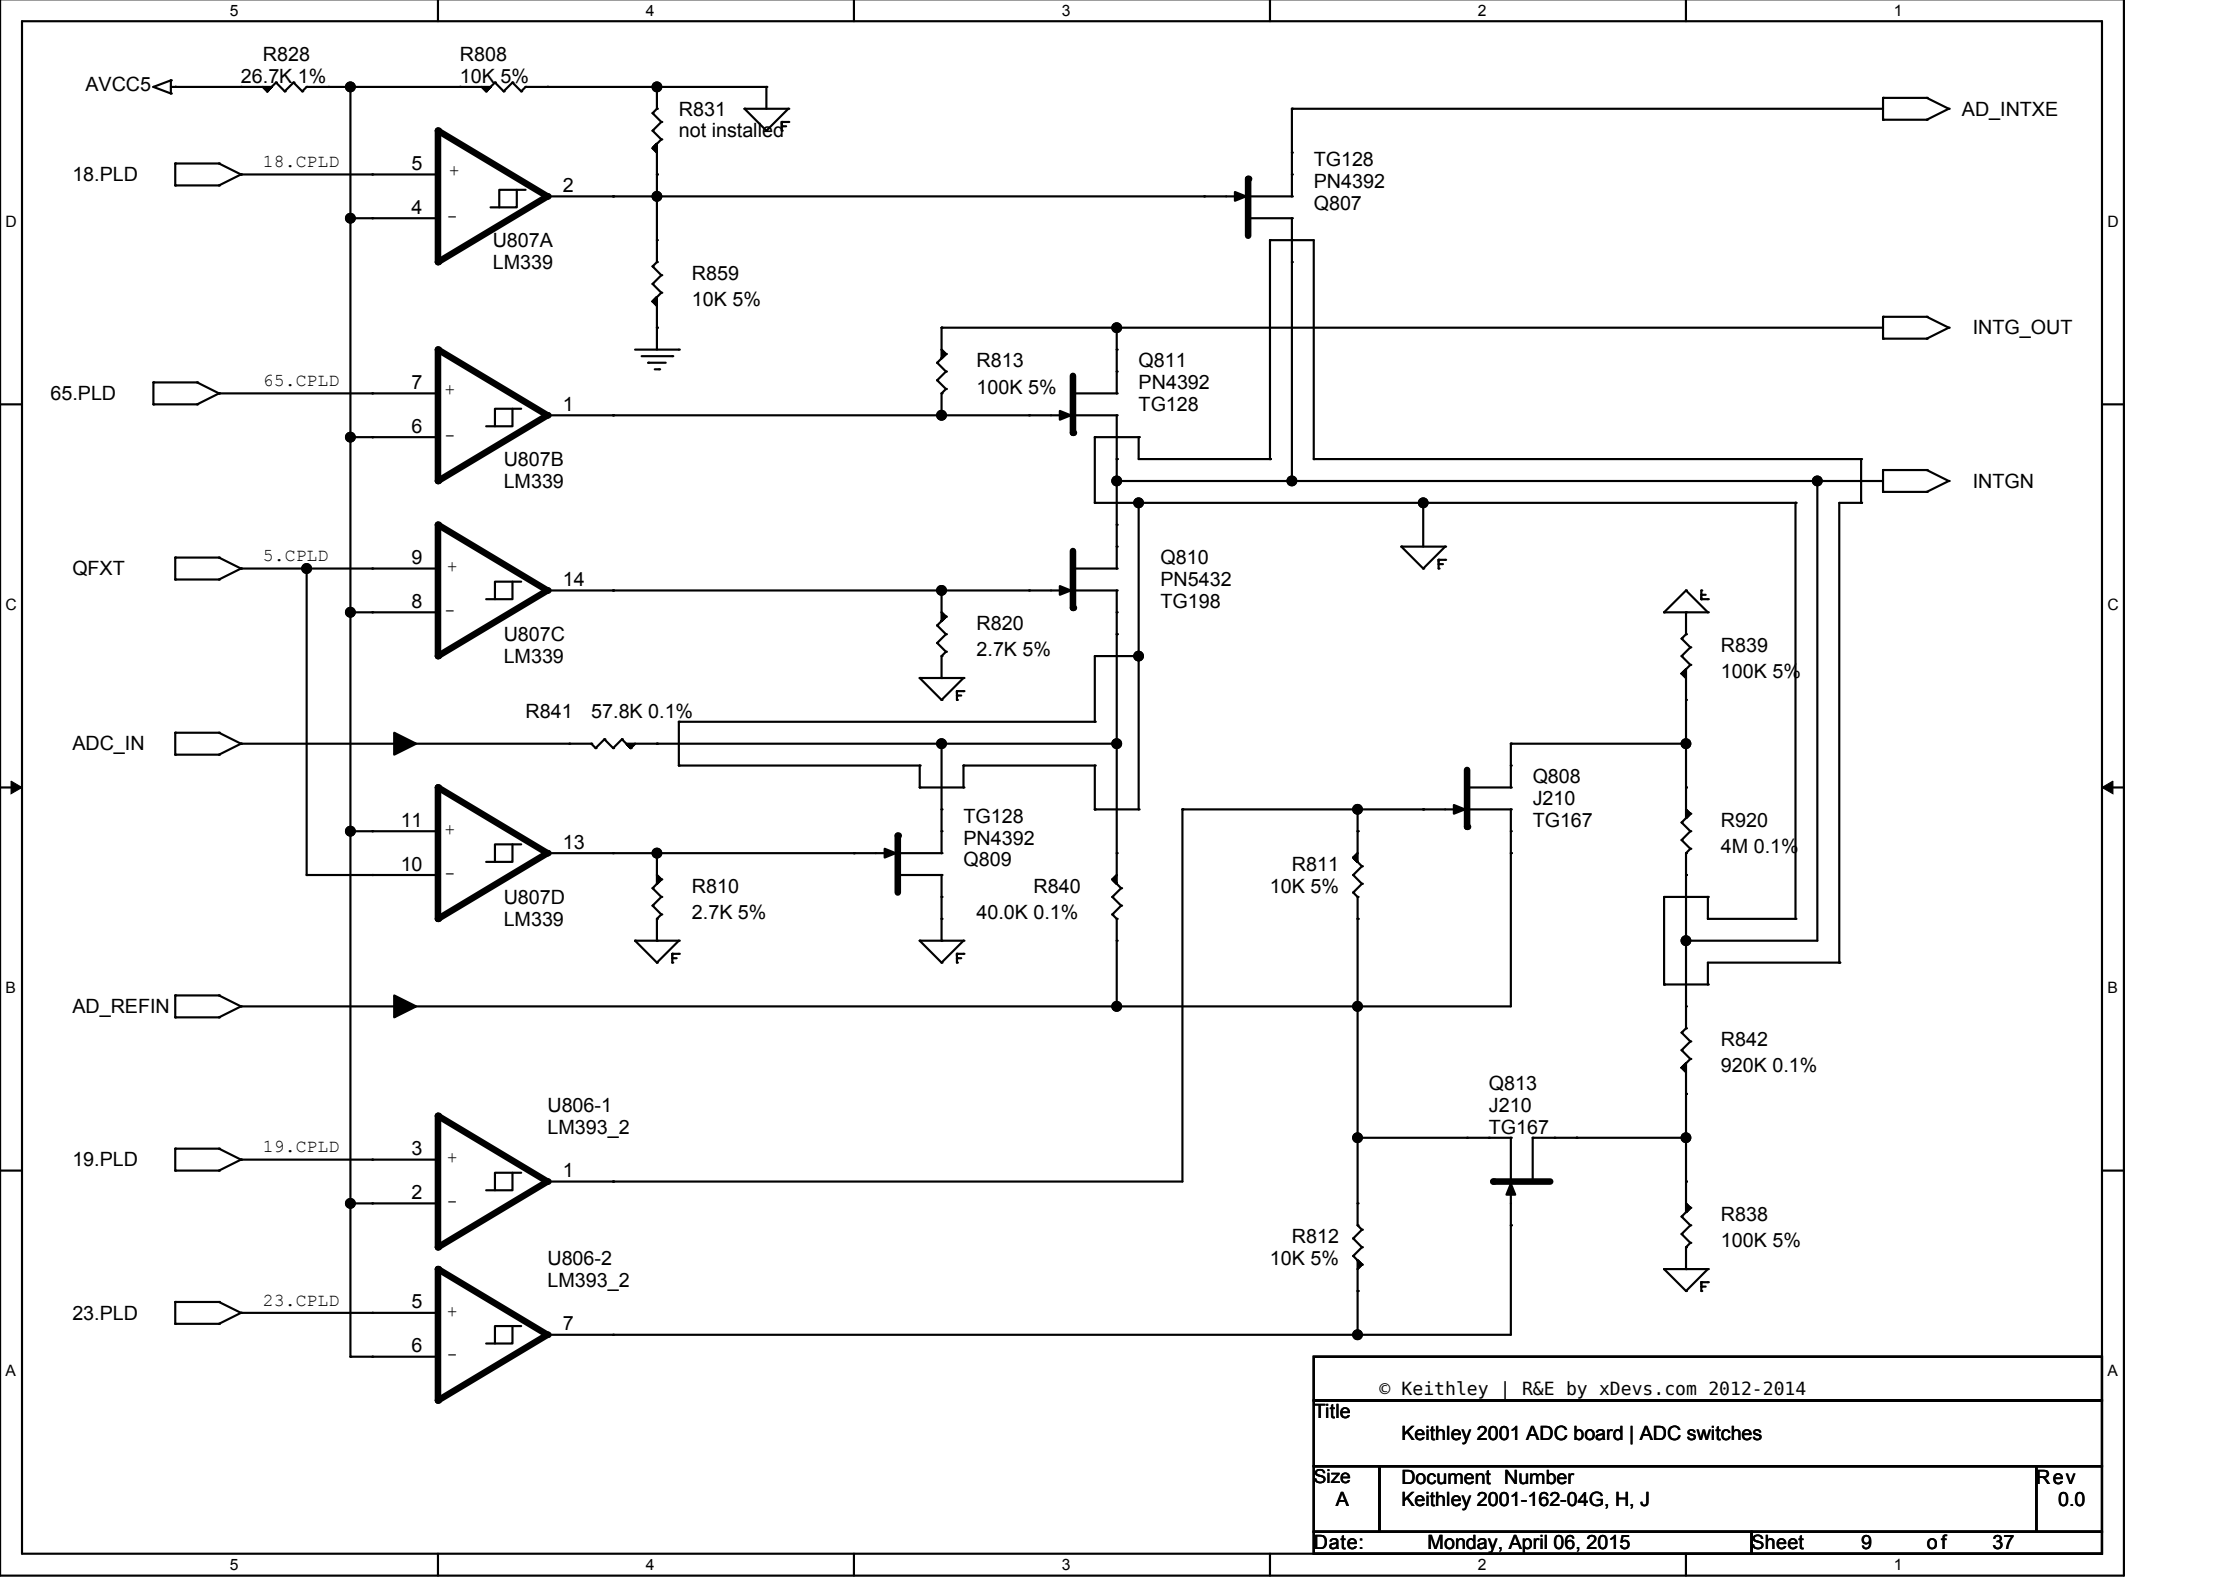 5 4 3 2 1
R828
26.7K 1%
R808
10K 5%
AVCC5
R831
not installed
F
AD_INTXE
18.PLD
18.CPLD
5
+
4
−
2
U807A
LM339
TG128
PN4392
Q807
D
D
R859
10K 5%
INTG_OUT
65.PLD
65.CPLD
7
+
6
−
1
U807B
LM339
R813
100K 5%
Q811
PN4392
TG128
INTGN
F
QFXT
5.CPLD
9
+
8
−
14
U807C
LM339
R820
2.7K 5%
F
Q810
PN5432
TG198
C
C
F
R839
100K 5%
R841 57.8K 0.1%
ADC_IN
11
+
10
−
13
U807D
LM339
R810
2.7K 5%
F
TG128
PN4392
Q809
F
R840
40.0K 0.1%
R811
10K 5%
Q808
J210
TG167
R920
4M 0.1%
AD_REFIN
B
B
R842
920K 0.1%
Q813
J210
TG167
U806-1
LM393_2
19.PLD
19.CPLD
3
+
2
−
1
R812
10K 5%
R838
100K 5%
F
U806-2
LM393_2
23.PLD
23.CPLD
5
+
6
−
7
A
A
© Keithley | R&E by xDevs.com 2012-2014
Title
Keithley 2001 ADC board | ADC switches
Size
A
Document Number
Keithley 2001-162-04G, H, J
Rev
0.0
Date: Monday, April 06, 2015
Sheet 9 of 37
5 4 3 2 1